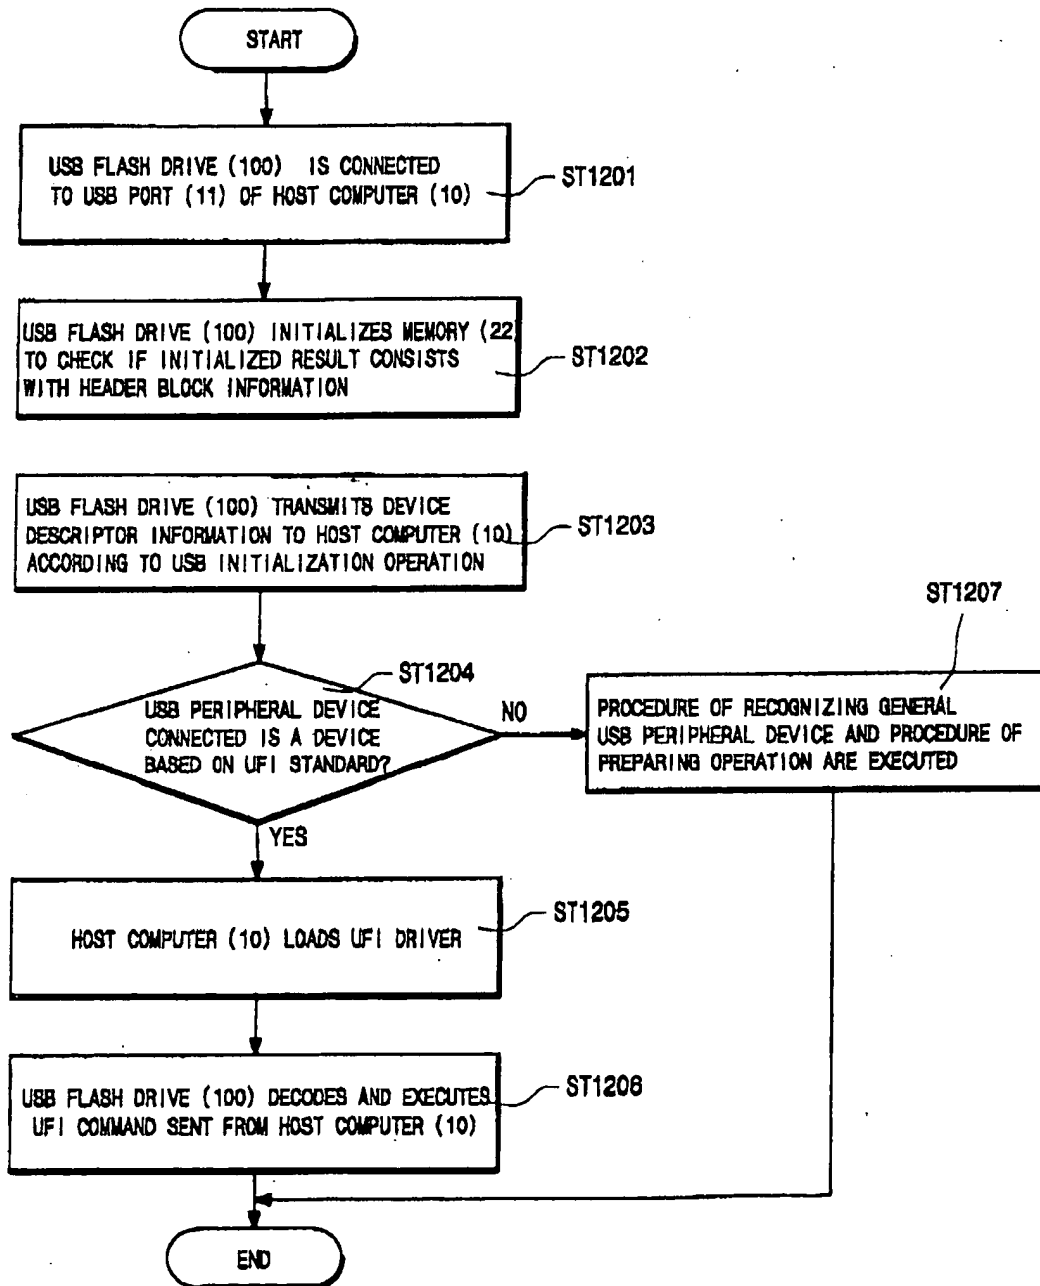 START
USB FLASH DRIVE (100) IS CONNECTED
TO USB PORT (11) OF HOST COMPUTER (10)
ST1201
USB FLASH DRIVE (100) INITIALIZES MEMORY (22
TO CHECK IF INITIALIZED RESULT CONSISTS
WITH HEADER BLOCK INFORMATION
ST1202
USB FLASH DRIVE (100) TRANSMITS DEVICE
DESCRIPTOR INFORMATION TO HOST COMPUTER (10)
ACCORDING TO USB INITIALIZATION OPERATION
ST1203
ST1204
USB PERIPHERAL DEVICE
CONNECTED IS A DEVICE
BASED ON UFI STANDARD?
NO
ST1207
PROCEDURE OF RECOGNIZING GENERAL
USB PERIPHERAL DEVICE AND PROCEDURE OF
PREPARING OPERATION ARE EXECUTED
YES
HOST COMPUTER (10) LOADS UFI DRIVER
ST1205
USB FLASH DRIVE (100) DECODES AND EXECUTES
UFI COMMAND SENT FROM HOST COMPUTER (10)
ST1206
END